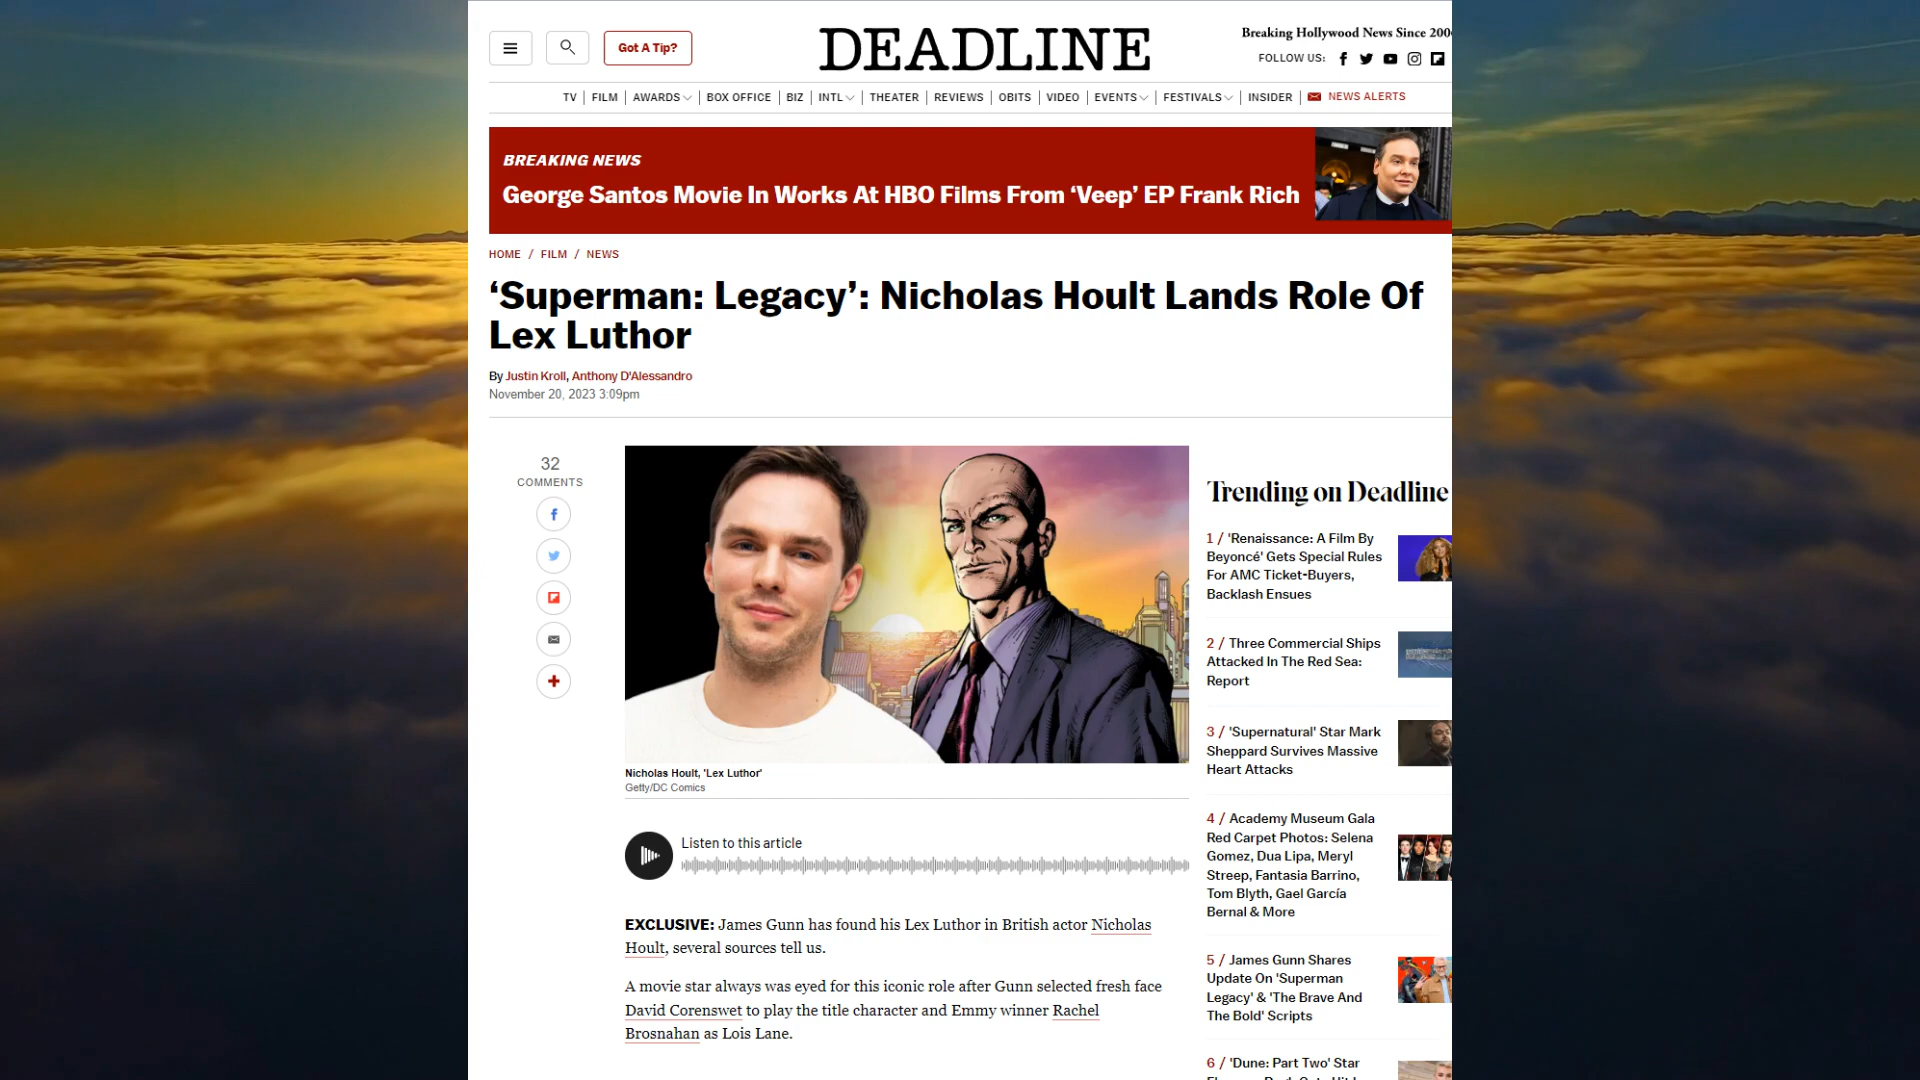 Got A Tip?
DEADLINE
Breaking Hollywood News Since
FOLLOW US:
TV | FILM | AWARDS | BOX OFFICE | BIZ | INTL | THEATER | REVIEWS | OBITS | VIDEO | EVENTS | FESTIVALS | INSIDER | NEWS ALERTS
BREAKING NEWS
George Santos Movie In Works At HBO Films From ‘Veep’ EP Frank Rich
HOME / FILM / NEWS
‘Superman: Legacy’: Nicholas Hoult Lands Role Of
Lex Luthor
By Justin Kroll, Anthony D'Alessandro
November 20, 2023 3:09pm
32
COMMENTS
Nicholas Hoult, 'Lex Luthor'
Getty/DC Comics
Listen to this article
EXCLUSIVE: James Gunn has found his Lex Luthor in British actor Nicholas
Hoult, several sources tell us.
A movie star always was eyed for this iconic role after Gunn selected fresh face
David Corenswet to play the title character and Emmy winner Rachel
Brosnahan as Lois Lane.
Trending on Deadline
1 / 'Renaissance: A Film By
Beyoncé' Gets Special Rules
For AMC Ticket-Buyers,
Backlash Ensues
2 / Three Commercial Ships
Attacked In The Red Sea:
Report
3 / 'Supernatural' Star Mark
Sheppard Survives Massive
Heart Attacks
4 / Academy Museum Gala
Red Carpet Photos: Selena
Gomez, Dua Lipa, Meryl
Streep, Fantasia Barrino,
Tom Blyth, Gael García
Bernal & More
5 / James Gunn Shares
Update On 'Superman
Legacy' & 'The Brave And
The Bold' Scripts
6 / 'Dune: Part Two' Star